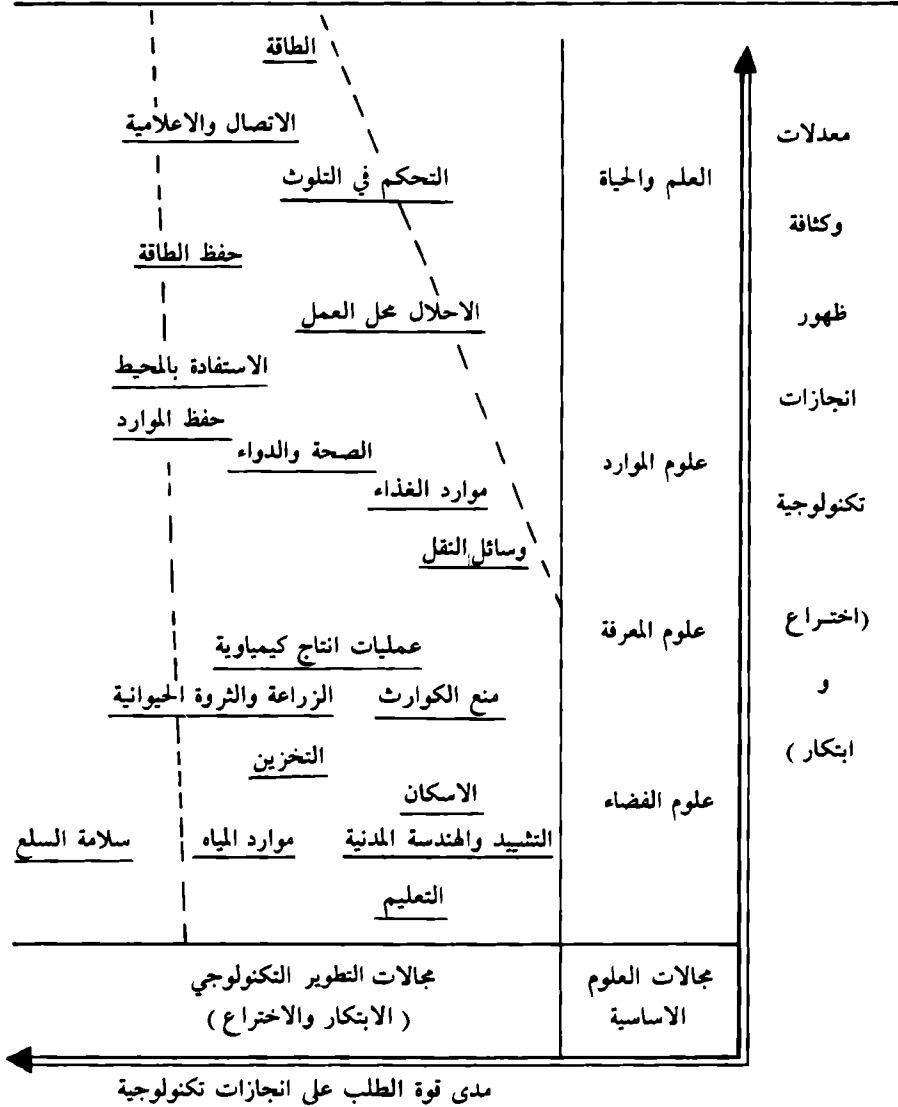 معدلات
وكثافة
ظهور
انجازات
تكنولوجية
(اختراع
و
ابتكار)
العلم والحياة
علوم الموارد
علوم المعرفة
علوم الفضاء
مجالات العلوم
الاساسية
الطاقة
الاتصال والاعلامية
التحكم في التلوث
حفظ الطاقة
الاحلال محل العمل
الاستفادة بالمحيط
حفظ الموارد
الصحة والدواء
موارد الغذاء
وسائل النقل
عمليات انتاج كيمياوية
منع الكوارث
الزراعة والثروة الحيوانية
التخزين
الاسكان
التشييد والهندسة المدنية
موارد المياه
سلامة السلع
التعليم
مجالات التطوير التكنولوجي
(الابتكار والاختراع)
مدى قوة الطلب على انجازات تكنولوجية